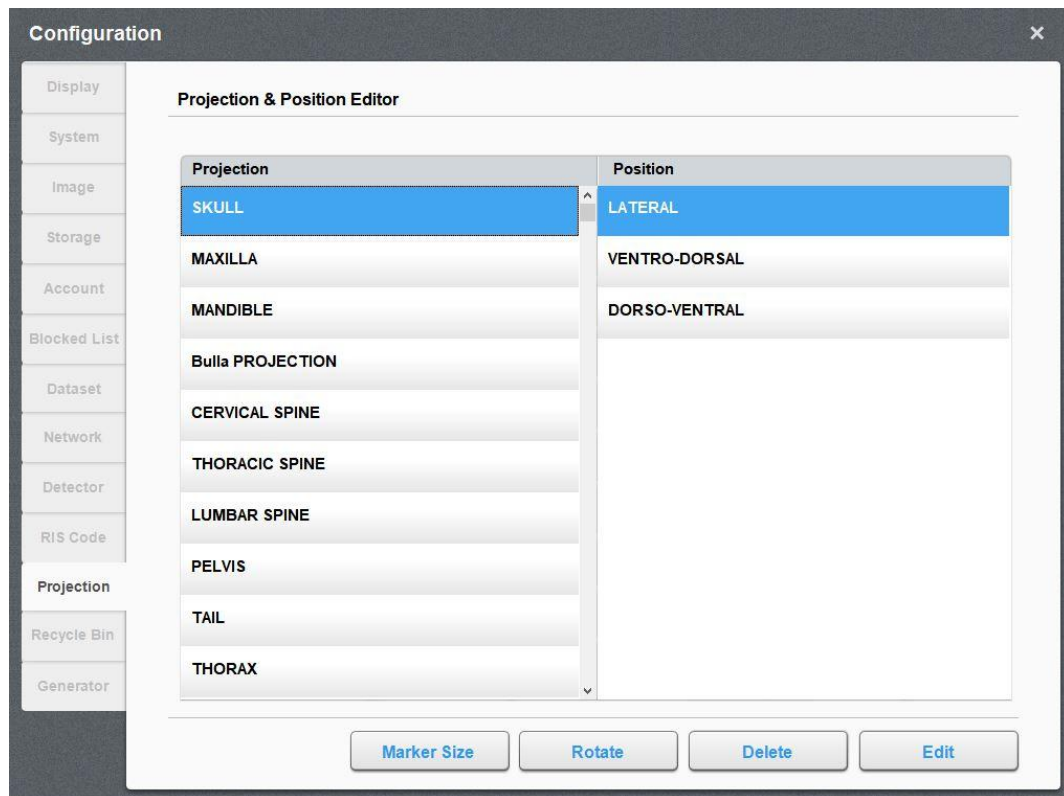 Configuration
Display
System
Image
Storage
Account
Blocked List
Dataset
Network
Detector
RIS Code
Projection
Recycle Bin
Generator
Projection & Position Editor
Projection
SKULL
MAXILLA
MANDIBLE
Bulla PROJECTION
CERVICAL SPINE
THORACIC SPINE
LUMBAR SPINE
PELVIS
TAIL
THORAX
Position
LATERAL
VENTRO-DORSAL
DORSO-VENTRAL
Marker Size
Rotate
Delete
Edit